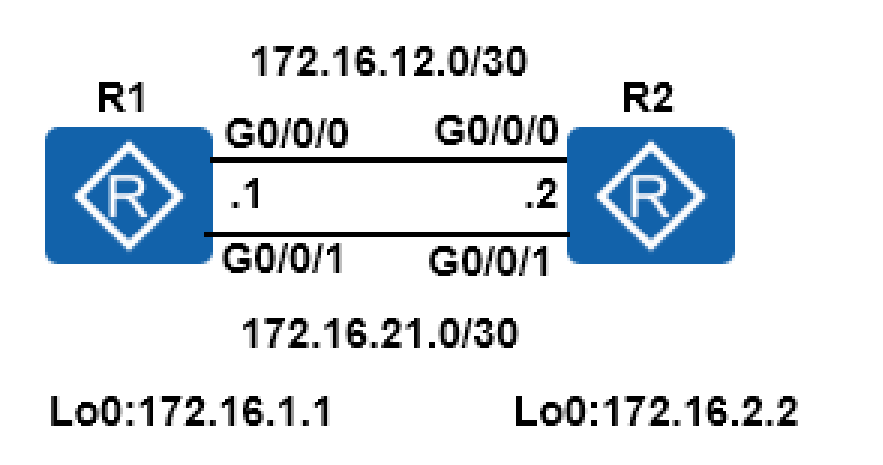 172.16.12.0/30
R1
R2
G0/0/0
G0/0/0
R
R
.1
.2
G0/0/1
G0/0/1
172.16.21.0/30
Lo0:172.16.1.1
Lo0:172.16.2.2